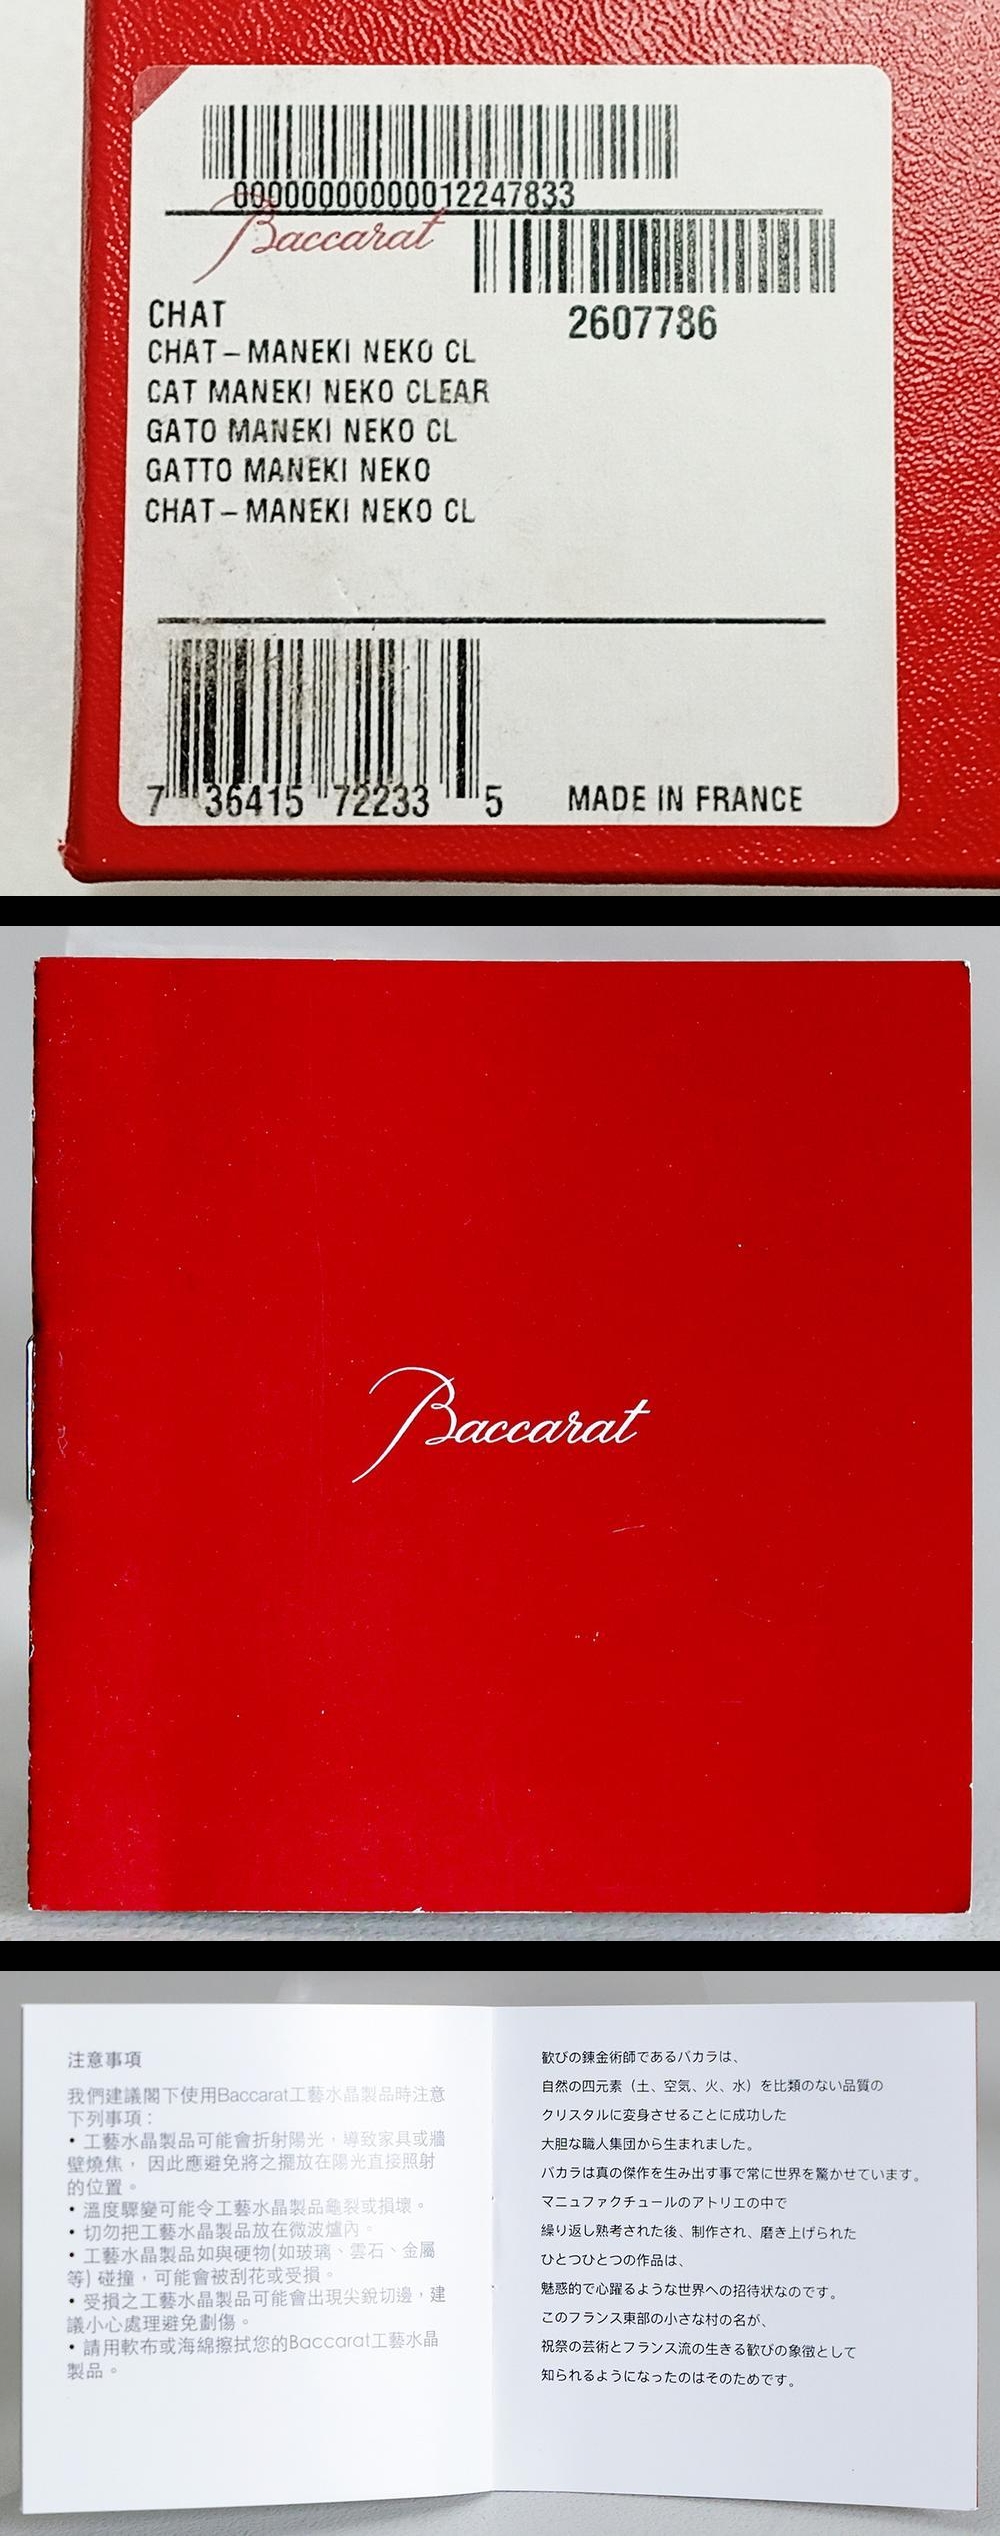 00000000000012247833
Baccarat
2607786
CHAT
CHAT-MANEKI NEKO CL
CAT MANEKI NEKO CLEAR
GATO MANEKI NEKO CL
GATTO MANEKI NEKO
CHAT-MANEKI NEKO CL
7 36415 72233 5
MADE IN FRANCE
Baccarat
注意事項
我們建議閣下使用Baccarat工藝水晶製品時注意
下列事項：
• 工藝水晶製品可能會折射陽光，導致家具或牆
壁燒焦， 因此應避免將之擺放在陽光直接照射
的位置。
• 溫度驟變可能令工藝水晶製品龜裂或損壞。
• 切勿把工藝水晶製品放在微波爐內。
• 工藝水晶製品如與硬物(如玻璃、雲石、金屬
等) 碰撞，可能會被刮花或受損。
• 受損之工藝水晶製品可能會出現尖銳切邊，建
議小心處理避免劃傷。
• 請用軟布或海綿擦拭您的Baccarat工藝水晶
製品。
歓びの錬金術師であるバカラは、
自然の四元素（土、空気、火、水）を比類のない品質の
クリスタルに変身させることに成功した
大胆な職人集団から生まれました。
バカラは真の傑作を生み出す事で常に世界を驚かせています。
マニュファクチュールのアトリエの中で
繰り返し熟考された後、制作され、磨き上げられた
ひとつひとつの作品は、
魅惑的で心躍るような世界への招待状なのです。
このフランス東部の小さな村の名が、
祝祭の芸術とフランス流の生きる歓びの象徴として
知られるようになったのはそのためです。